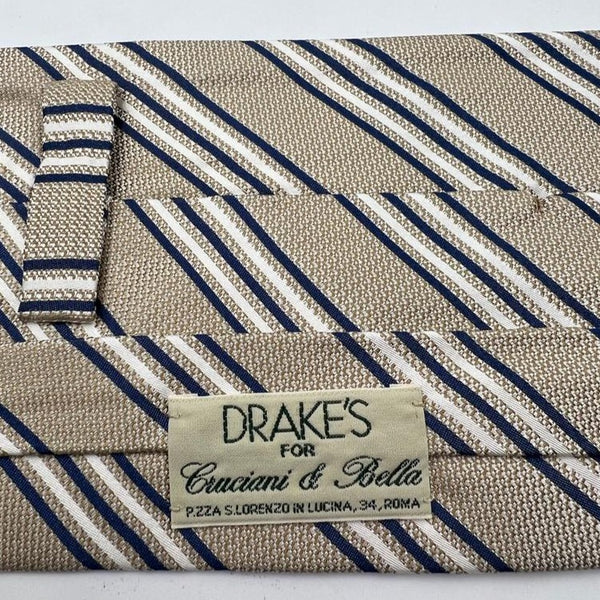 DRAKE'S
FOR
Cruciani & Bella
P.ZZA S.LORENZO IN LUCINA, 34, ROMA